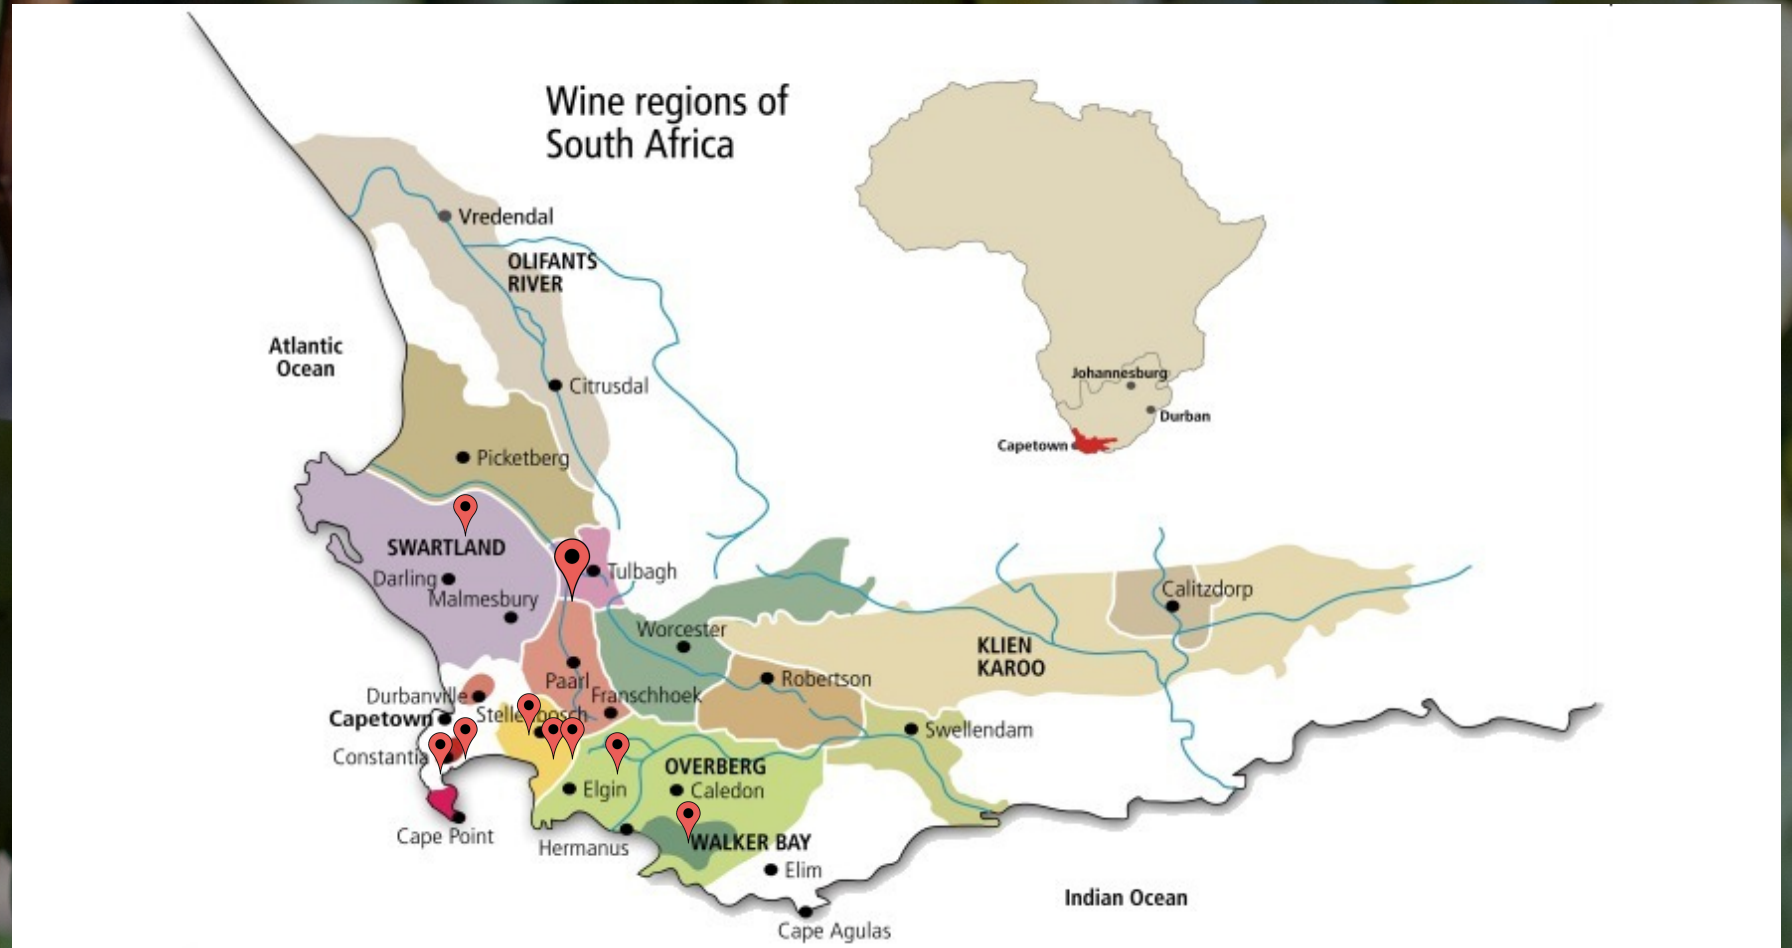 Wine regions of
South Africa
Vredendal
OLIFANTS
RIVER
Atlantic
Ocean
Citrusdal
Johannesburg
Durban
Capetown
Picketberg
SWARTLAND
Darling
Malmesbury
Tulbagh
Calitzdorp
Worcester
KLIEN
KAROO
Paarl
Robertson
Durbanville
Franschhoek
Capetown
Stellenbosch
Swellendam
Constantia
OVERBERG
Elgin
Caledon
Cape Point
Hermanus
WALKER BAY
Elim
Indian Ocean
Cape Agulas